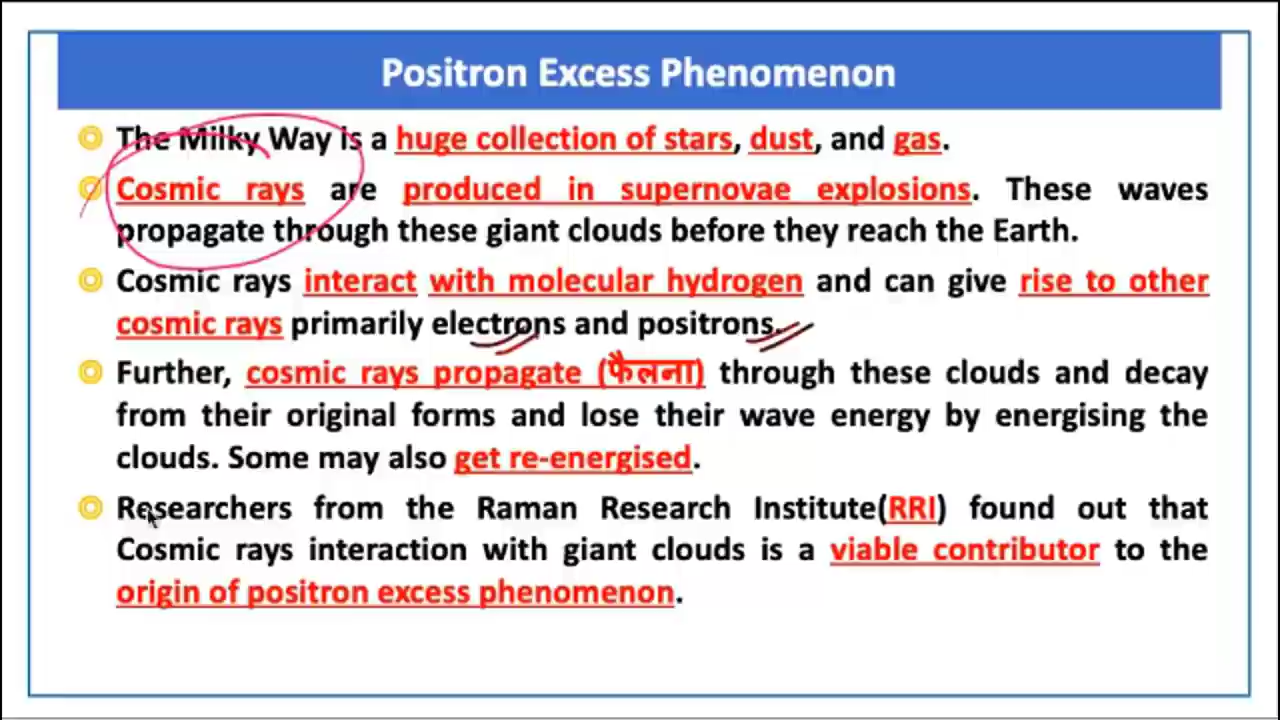 Positron Excess Phenomenon
The Milky Way is a huge collection of stars, dust, and gas.
Cosmic rays are produced in supernovae explosions. These waves
propagate through these giant clouds before they reach the Earth.
Cosmic rays interact with molecular hydrogen and can give rise to other
cosmic rays primarily electrons and positrons.
Further, cosmic rays propagate (फैलना) through these clouds and decay
from their original forms and lose their wave energy by energising the
clouds. Some may also get re-energised.
Researchers from the Raman Research Institute(RRI) found out that
Cosmic rays interaction with giant clouds is a viable contributor to the
origin of positron excess phenomenon.